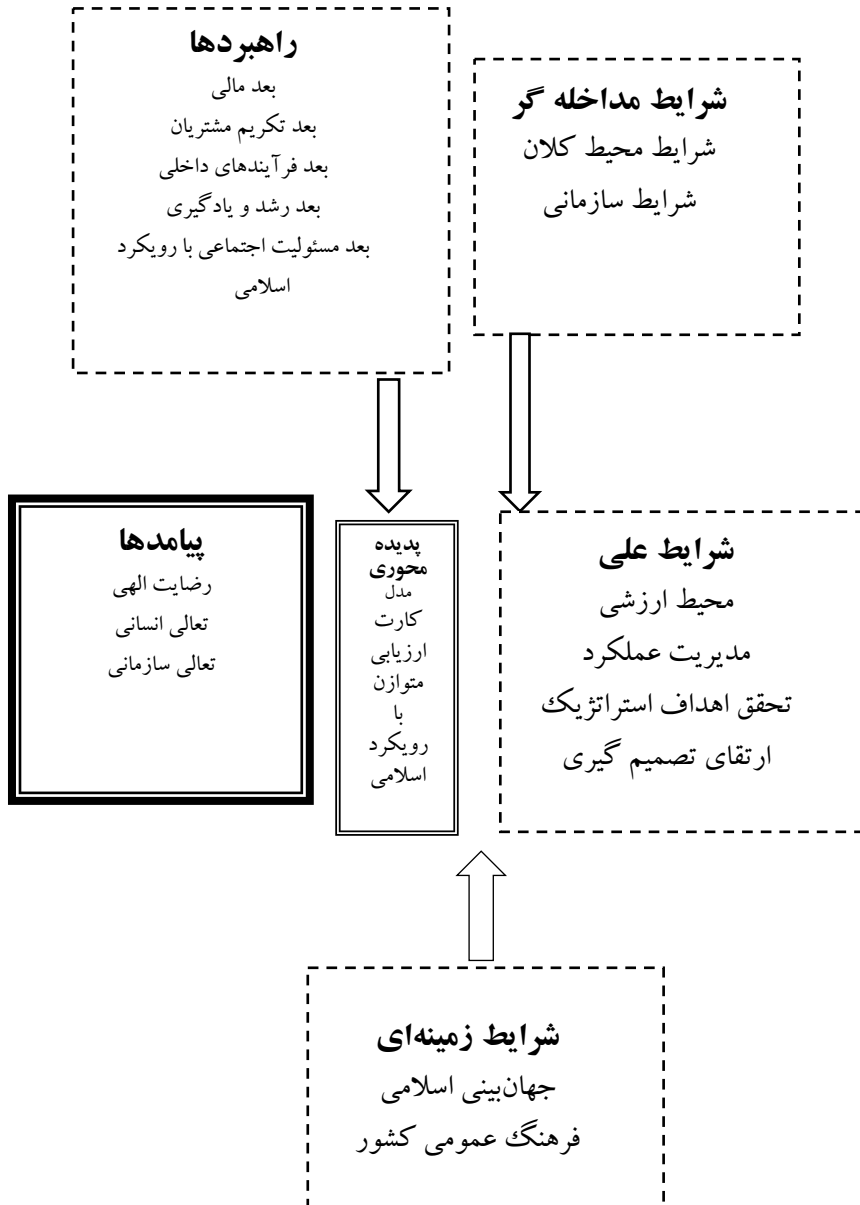 راهبردها
بعد مالی
بعد تکریم مشتریان
بعد فرآیندهای داخلی
بعد رشد و یادگیری
بعد مسئولیت اجتماعی با رویکرد
اسلامی
شرایط مداخله گر
شرایط محیط کلان
شرایط سازمانی
شرایط علی
محیط ارزشی
مدیریت عملکرد
تحقق اهداف استراتژیک
ارتقای تصمیم گیری
پدیده
محوری
مدل
کارت
ارزیابی
متوازن
با
رویکرد
اسلامی
پیامدها
رضایت الهی
تعالی انسانی
تعالی سازمانی
شرایط زمینه‌ای
جهان‌بینی اسلامی
فرهنگ عمومی کشور